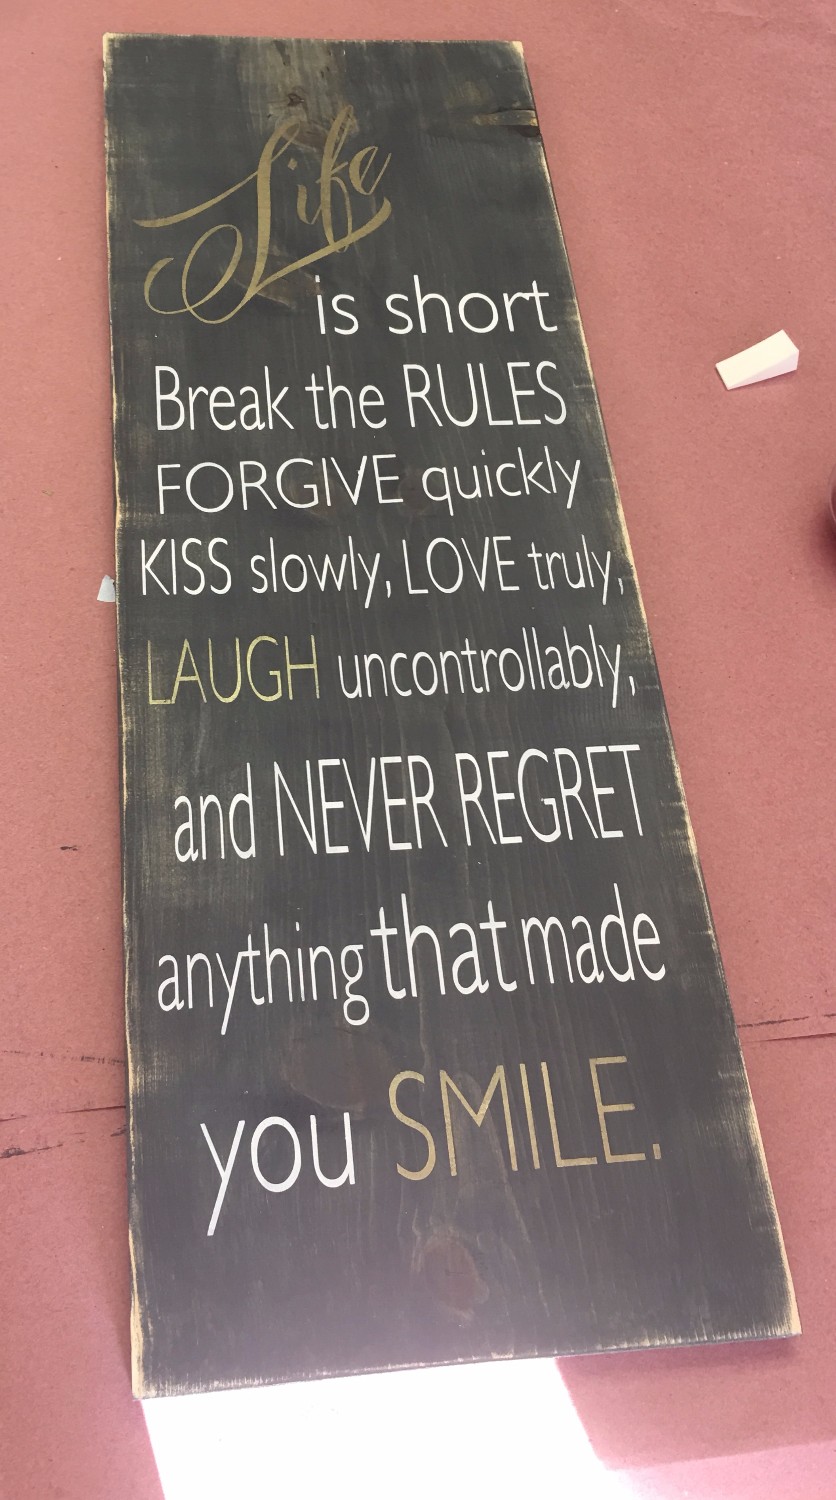 Life
is short
Break the RULES
FORGIVE quickly
KISS slowly, LOVE truly,
LAUGH uncontrollably,
and NEVER REGRET
anything that made
you SMILE.